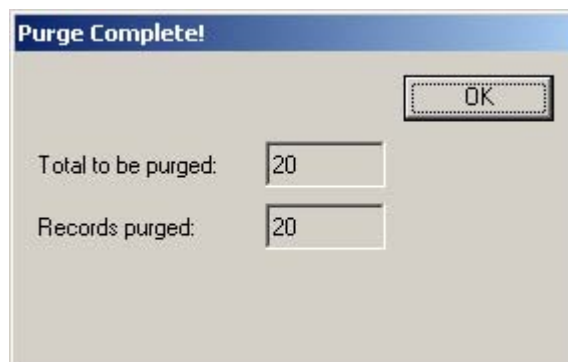 Purge Complete!
OK
Total to be purged: 20
Records purged: 20